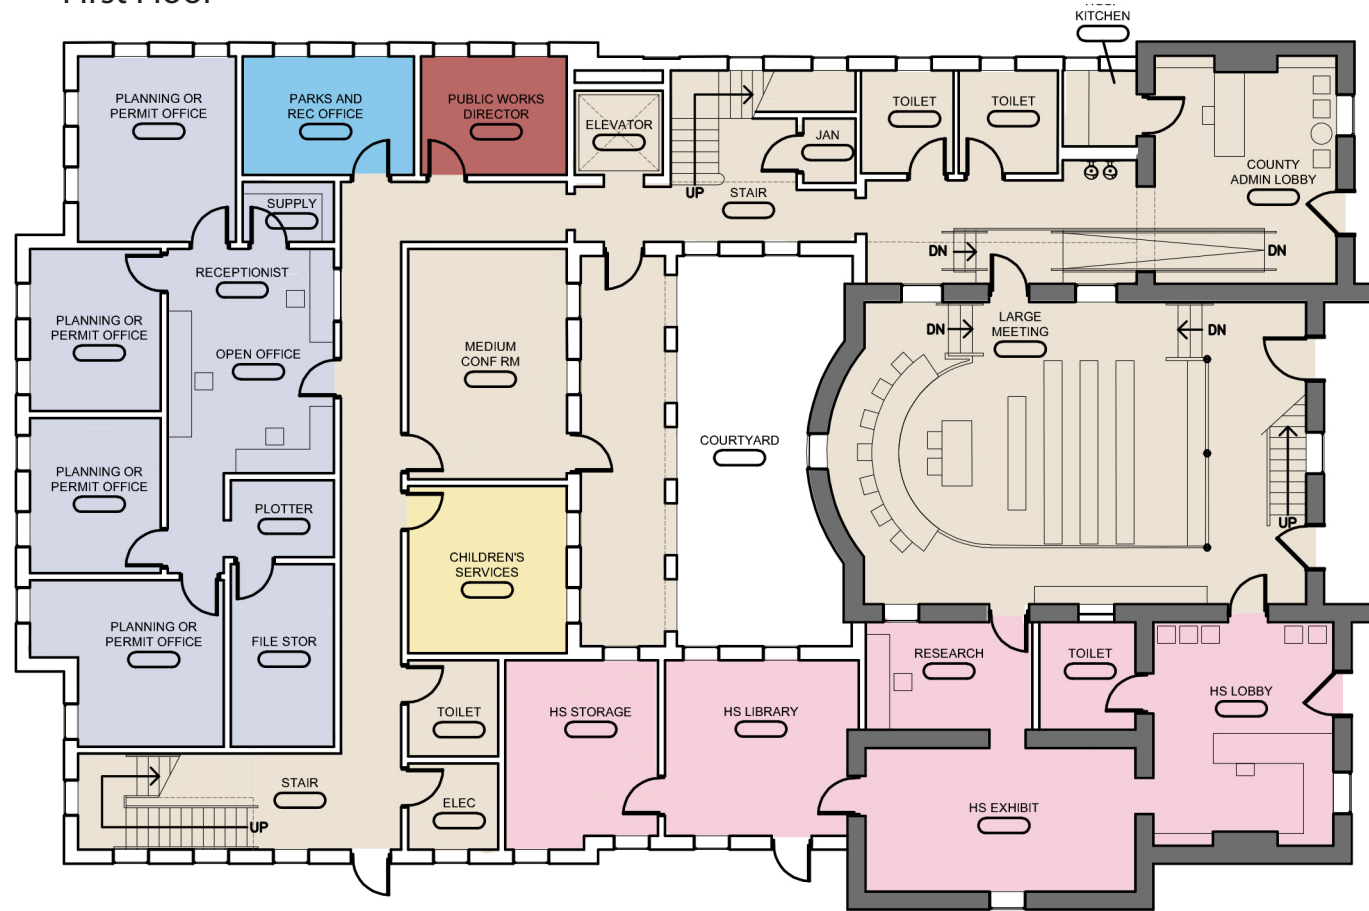 First Floor
KITCHEN
PLANNING OR
PERMIT OFFICE
PARKS AND
REC OFFICE
PUBLIC WORKS
DIRECTOR
ELEVATOR
TOILET
TOILET
JAN
COUNTY
ADMIN LOBBY
UP
STAIR
SUPPLY
RECEPTIONIST
DN
DN
PLANNING OR
PERMIT OFFICE
OPEN OFFICE
MEDIUM
CONF RM
DN
LARGE
MEETING
DN
COURTYARD
PLANNING OR
PERMIT OFFICE
PLOTTER
UP
CHILDREN'S
SERVICES
PLANNING OR
PERMIT OFFICE
FILE STOR
RESEARCH
TOILET
HS LOBBY
TOILET
HS STORAGE
HS LIBRARY
STAIR
UP
ELEC
HS EXHIBIT